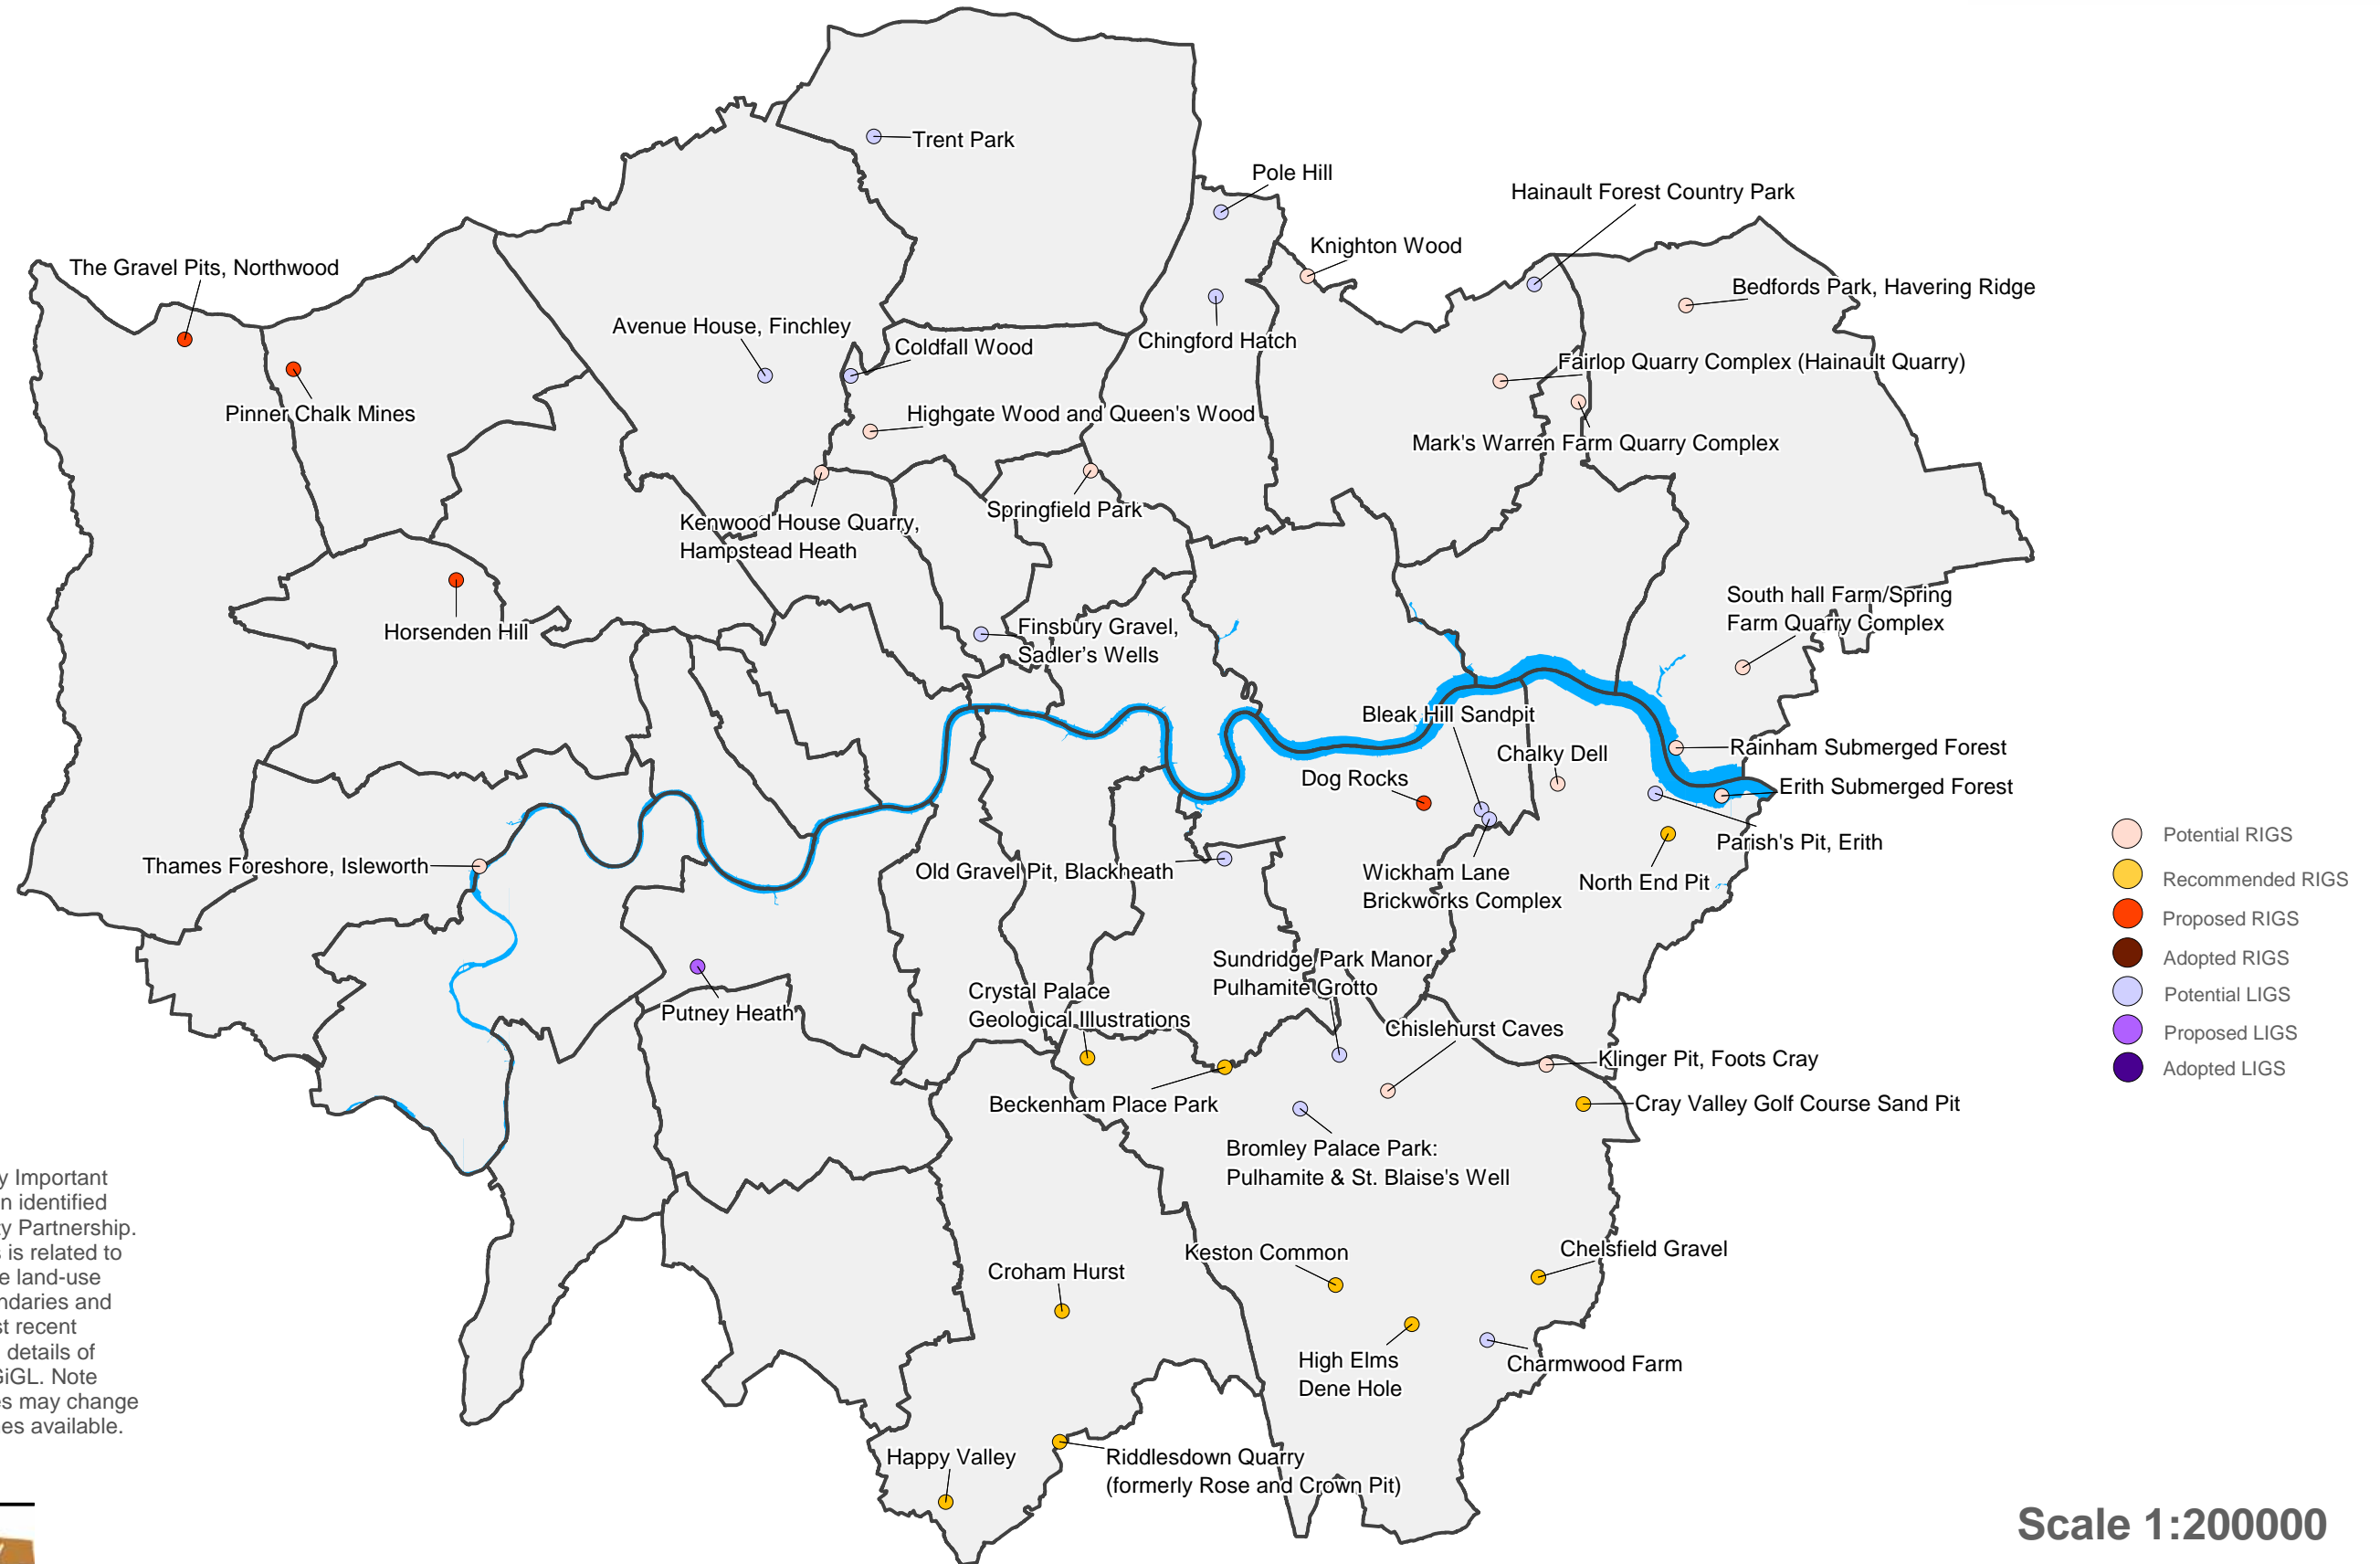 Trent Park
Pole Hill
Hainault Forest Country Park
Knighton Wood
The Gravel Pits, Northwood
Bedfords Park, Havering Ridge
Avenue House, Finchley
Coldfall Wood
Chingford Hatch
Fairlop Quarry Complex (Hainault Quarry)
Pinner Chalk Mines
Highgate Wood and Queen's Wood
Mark's Warren Farm Quarry Complex
Kenwood House Quarry,
Hampstead Heath
Springfield Park
South hall Farm/Spring
Farm Quarry Complex
Horsenden Hill
Finsbury Gravel,
Sadler’s Wells
Bleak Hill Sandpit
Chalky Dell
Rainham Submerged Forest
Dog Rocks
Erith Submerged Forest
Parish's Pit, Erith
Thames Foreshore, Isleworth
Old Gravel Pit, Blackheath
Wickham Lane
Brickworks Complex
North End Pit
Potential RIGS
Recommended RIGS
Proposed RIGS
Adopted RIGS
Potential LIGS
Proposed LIGS
Adopted LIGS
Sundridge Park Manor
Pulhamite Grotto
Crystal Palace
Geological Illustrations
Putney Heath
Chislehurst Caves
Klinger Pit, Foots Cray
Beckenham Place Park
Cray Valley Golf Course Sand Pit
Bromley Palace Park:
Pulhamite & St. Blaise's Well
y Important
n identified
y Partnership.
s is related to
e land-use
ndaries and
st recent
details of
GiGL. Note
es may change
es available.
Keston Common
Chelsfield Gravel
Croham Hurst
High Elms
Dene Hole
Charmwood Farm
Happy Valley
Riddlesdown Quarry
(formerly Rose and Crown Pit)
Scale 1:200000